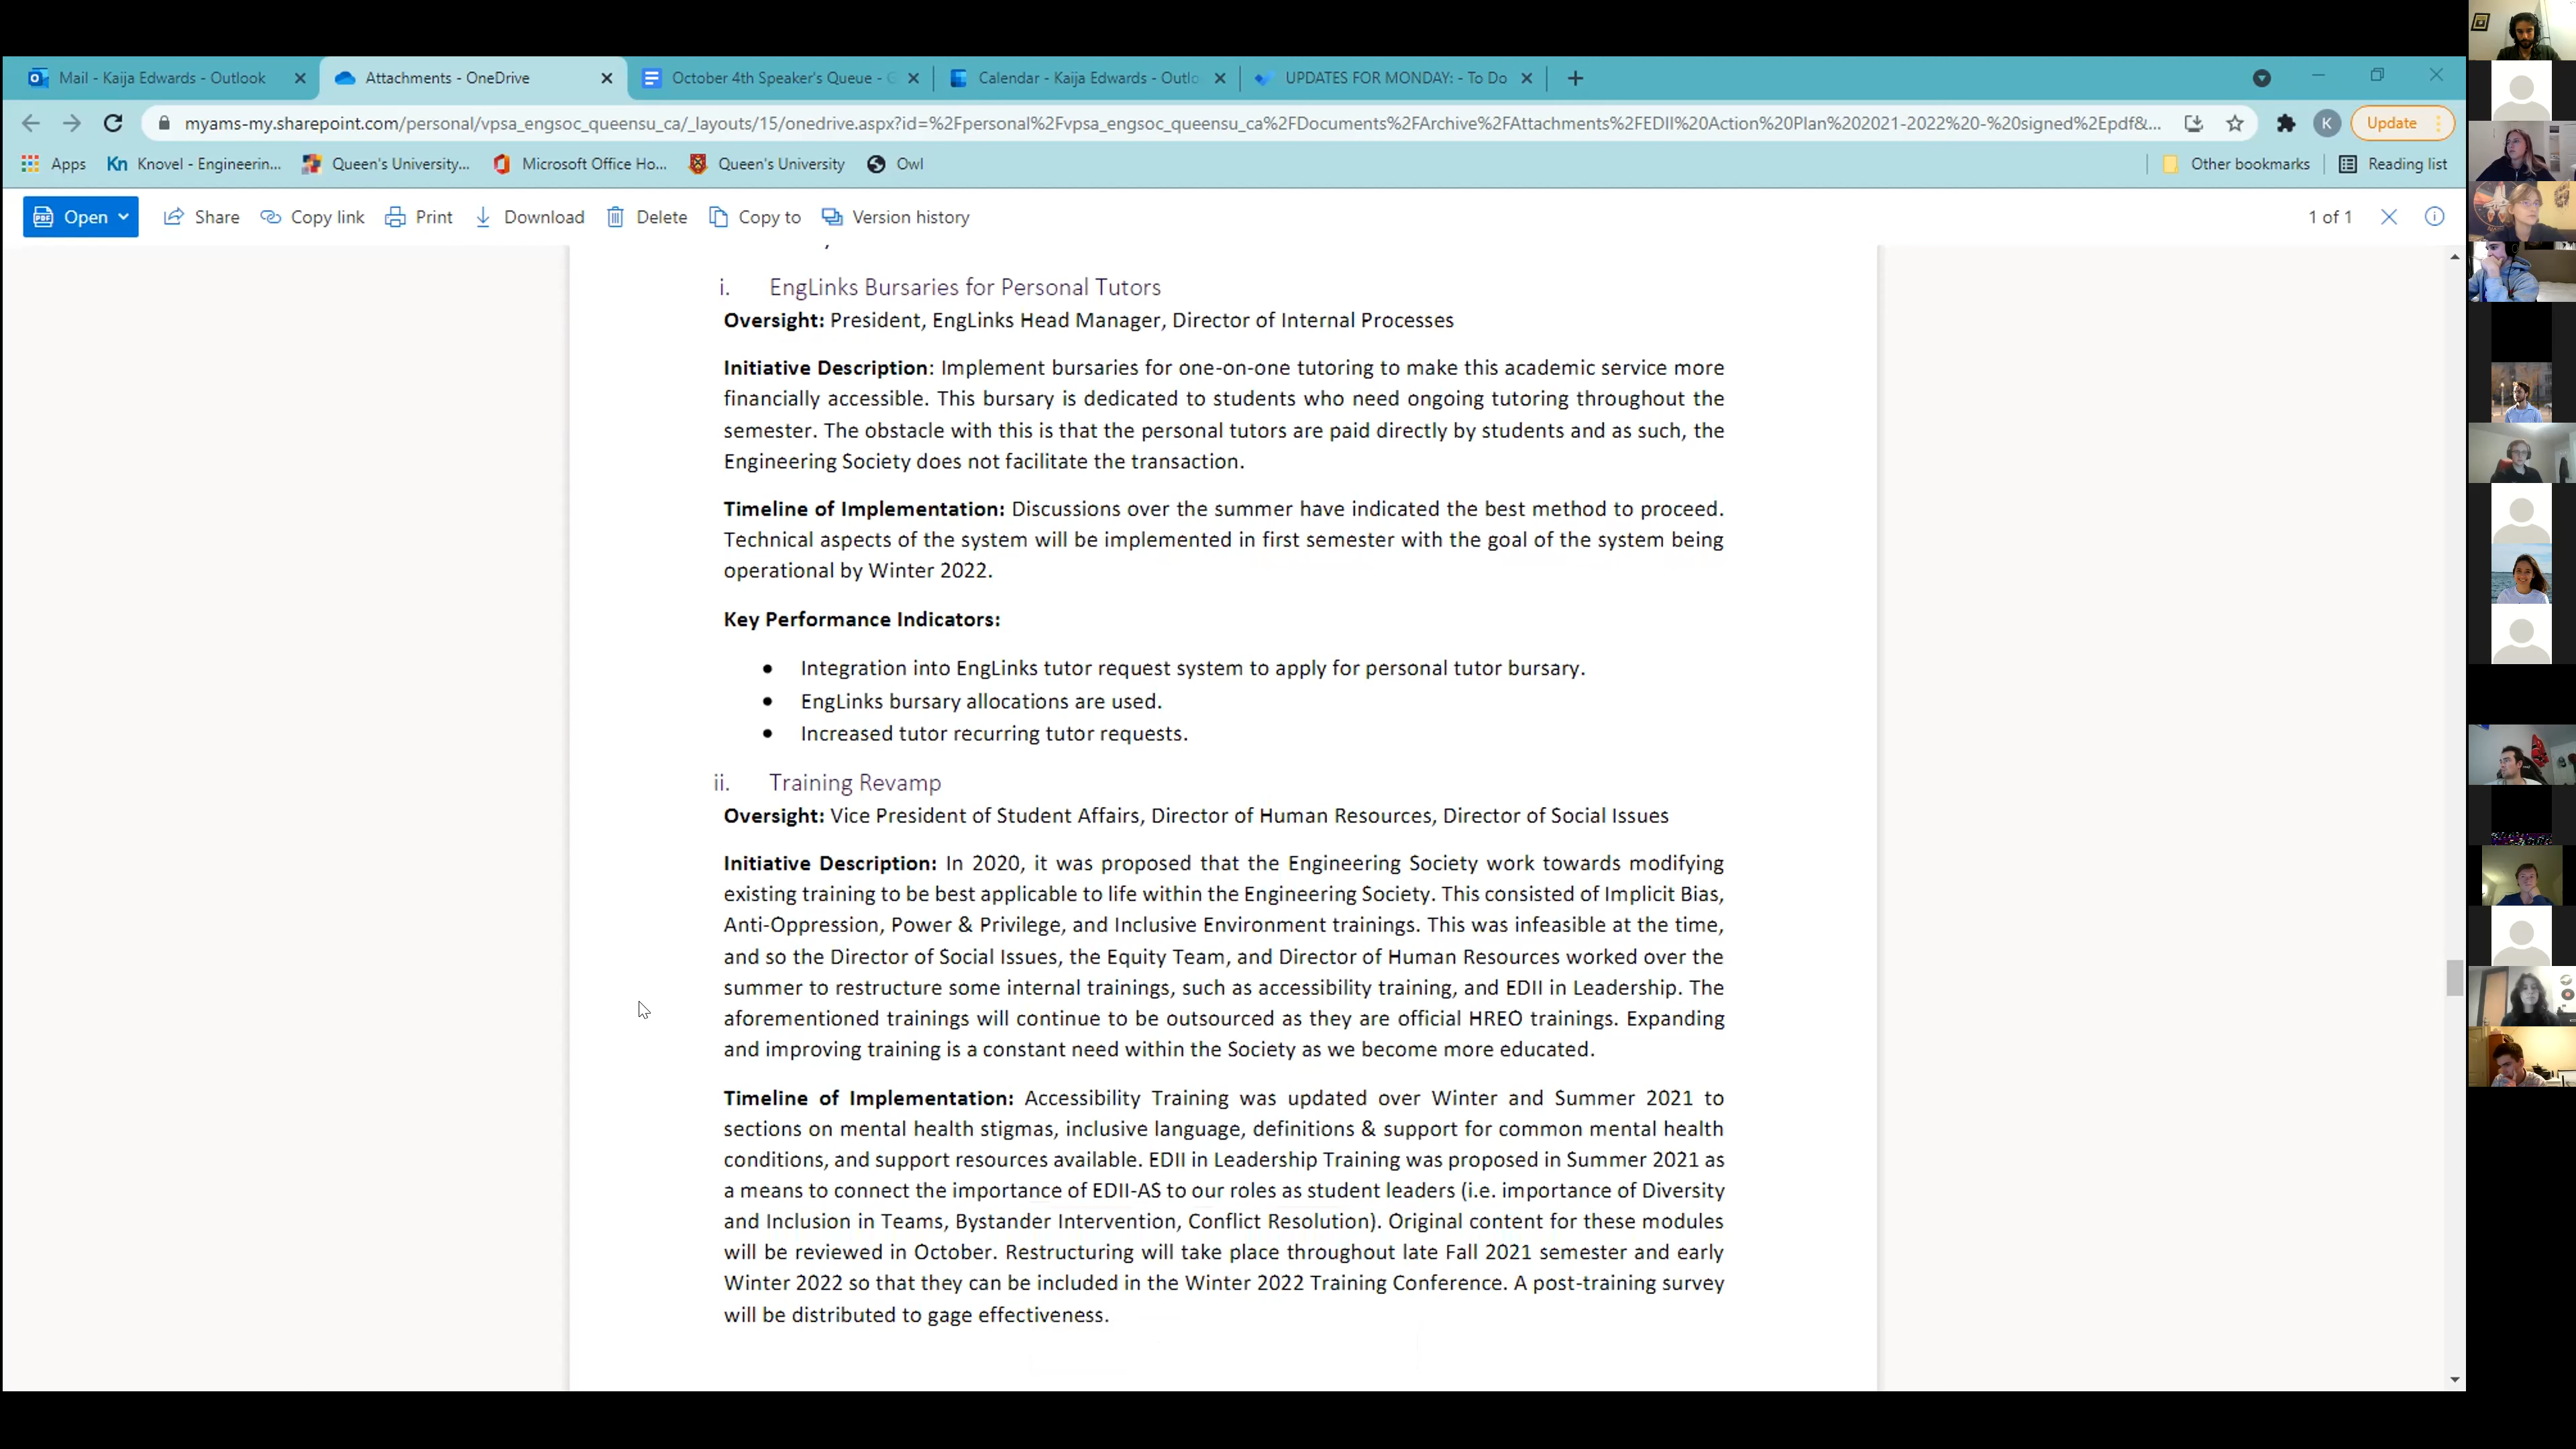 Mail - Kaija Edwards - Outlook
Attachments - OneDrive
October 4th Speaker's Queue - G
Calendar - Kaija Edwards - Outlo
UPDATES FOR MONDAY: - To Do
myams-my.sharepoint.com/personal/vpsa_engsoc_queensu_ca/_layouts/15/onedrive.aspx?id=%2Fpersonal%2Fvpsa_engsoc_queensu_ca%2FDocuments%2FArchive%2FAttachments%2FEDII%20Action%20Plan%202021-2022%20-%20signed%2Epdf&...
K
Update
Apps
Kn Knovel - Engineerin...
Queen's University...
Microsoft Office Ho...
Queen's University
Owl
Other bookmarks
Reading list
PDF Open
Share
Copy link
Print
Download
Delete
Copy to
Version history
1 of 1
i. EngLinks Bursaries for Personal Tutors
Oversight: President, EngLinks Head Manager, Director of Internal Processes
Initiative Description: Implement bursaries for one-on-one tutoring to make this academic service more
financially accessible. This bursary is dedicated to students who need ongoing tutoring throughout the
semester. The obstacle with this is that the personal tutors are paid directly by students and as such, the
Engineering Society does not facilitate the transaction.
Timeline of Implementation: Discussions over the summer have indicated the best method to proceed.
Technical aspects of the system will be implemented in first semester with the goal of the system being
operational by Winter 2022.
Key Performance Indicators:
● Integration into EngLinks tutor request system to apply for personal tutor bursary.
● EngLinks bursary allocations are used.
● Increased tutor recurring tutor requests.
ii. Training Revamp
Oversight: Vice President of Student Affairs, Director of Human Resources, Director of Social Issues
Initiative Description: In 2020, it was proposed that the Engineering Society work towards modifying
existing training to be best applicable to life within the Engineering Society. This consisted of Implicit Bias,
Anti-Oppression, Power & Privilege, and Inclusive Environment trainings. This was infeasible at the time,
and so the Director of Social Issues, the Equity Team, and Director of Human Resources worked over the
summer to restructure some internal trainings, such as accessibility training, and EDII in Leadership. The
aforementioned trainings will continue to be outsourced as they are official HREO trainings. Expanding
and improving training is a constant need within the Society as we become more educated.
Timeline of Implementation: Accessibility Training was updated over Winter and Summer 2021 to
sections on mental health stigmas, inclusive language, definitions & support for common mental health
conditions, and support resources available. EDII in Leadership Training was proposed in Summer 2021 as
a means to connect the importance of EDII-AS to our roles as student leaders (i.e. importance of Diversity
and Inclusion in Teams, Bystander Intervention, Conflict Resolution). Original content for these modules
will be reviewed in October. Restructuring will take place throughout late Fall 2021 semester and early
Winter 2022 so that they can be included in the Winter 2022 Training Conference. A post-training survey
will be distributed to gage effectiveness.